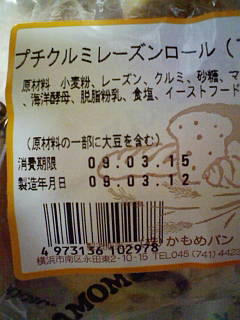 プチクルミレーズンロール（
原材料 小麦粉、レーズン、クルミ、砂糖、マ
、海洋酵母、脱脂粉乳、食塩、イーストフード
（原材料の一部に大豆を含む）
消費期限 09.03.15
製造年月日 09.03.12
4 973136 102978
かもめパン
横浜市南区永田東2-10-15 TEL045(741)4423